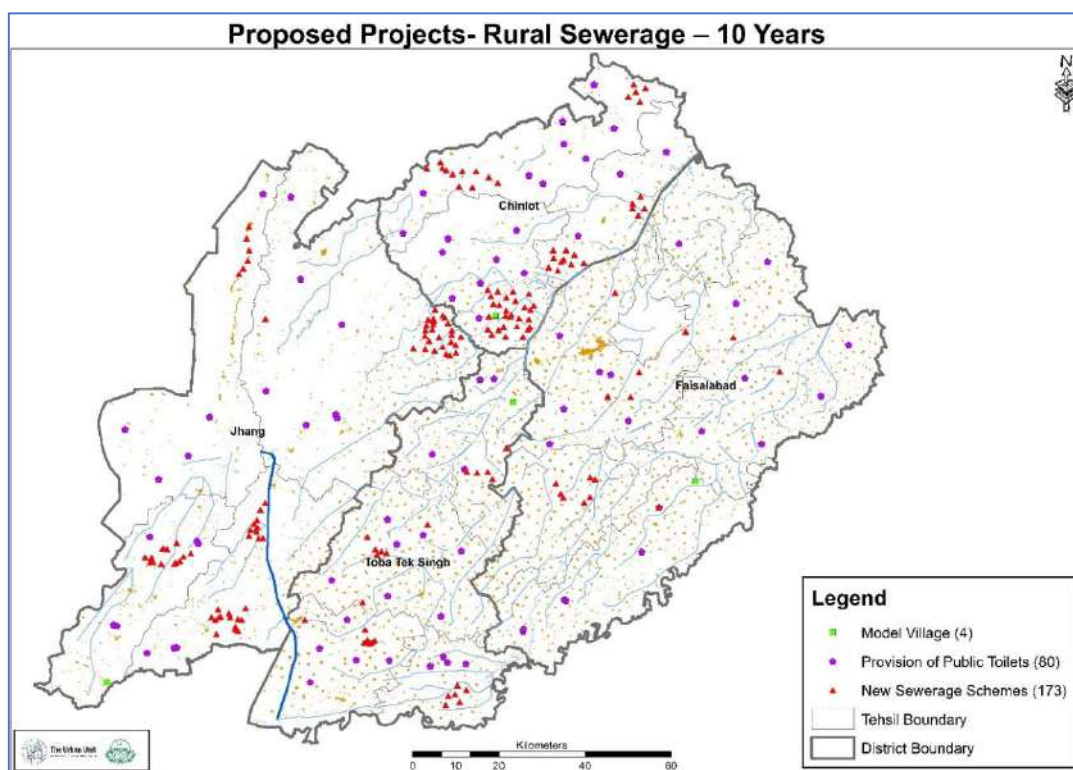 Proposed Projects- Rural Sewerage – 10 Years
N
Chiniot
Faisalabad
Jhang
Toba Tek Singh
Legend
Model Village (4)
Provision of Public Toilets (80)
New Sewerage Schemes (173)
Tehsil Boundary
District Boundary
The Urban Unit
Kilometers
0 10 20 40 60